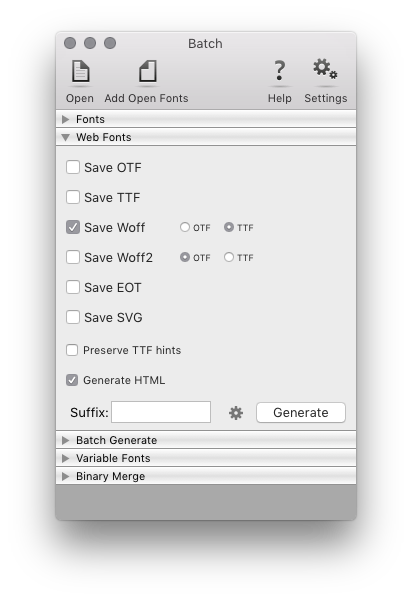 Batch
Open Add Open Fonts Help Settings
Fonts
Web Fonts
Save OTF
Save TTF
Save Woff OTF TTF
Save Woff2 OTF TTF
Save EOT
Save SVG
Preserve TTF hints
Generate HTML
Suffix: Generate
Batch Generate
Variable Fonts
Binary Merge